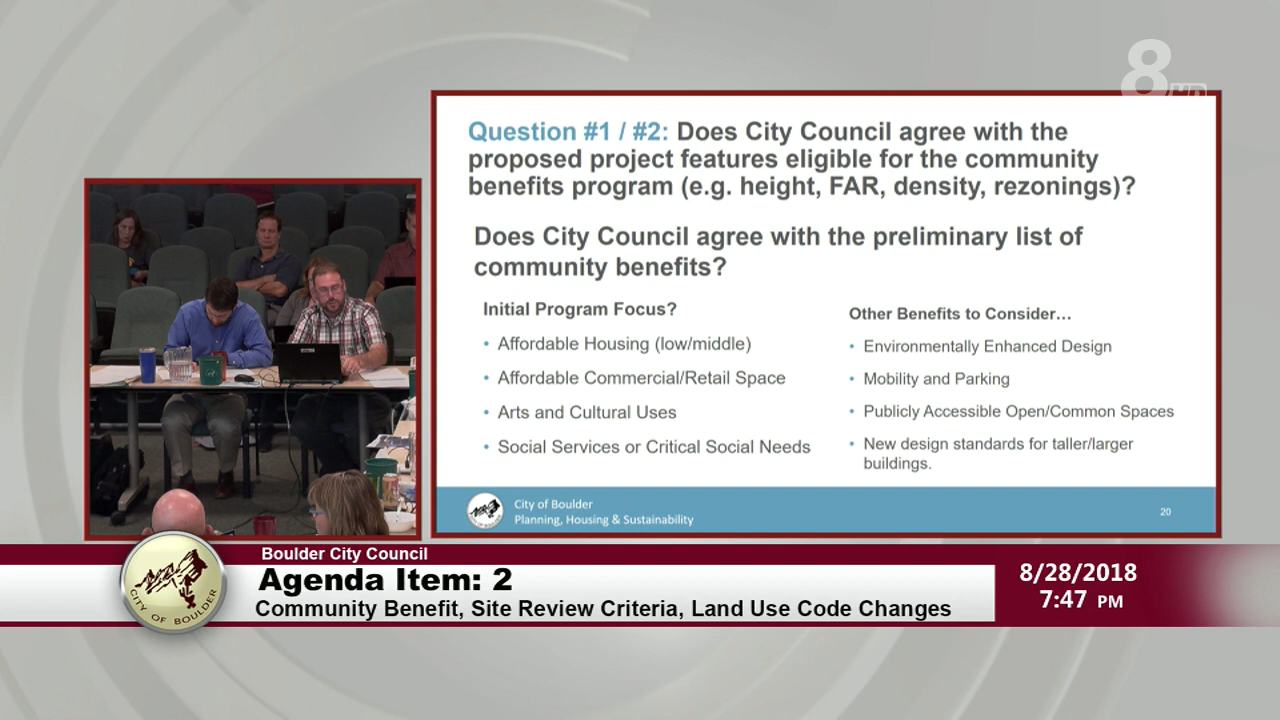 8 HD
Question #1 / #2: Does City Council agree with the
proposed project features eligible for the community
benefits program (e.g. height, FAR, density, rezonings)?
Does City Council agree with the preliminary list of
community benefits?
Initial Program Focus?
• Affordable Housing (low/middle)
• Affordable Commercial/Retail Space
• Arts and Cultural Uses
• Social Services or Critical Social Needs
Other Benefits to Consider…
• Environmentally Enhanced Design
• Mobility and Parking
• Publicly Accessible Open/Common Spaces
• New design standards for taller/larger
buildings.
City of Boulder
Planning, Housing & Sustainability
20
Boulder City Council
Agenda Item: 2
Community Benefit, Site Review Criteria, Land Use Code Changes
8/28/2018
7:47 PM
CITY OF BOULDER